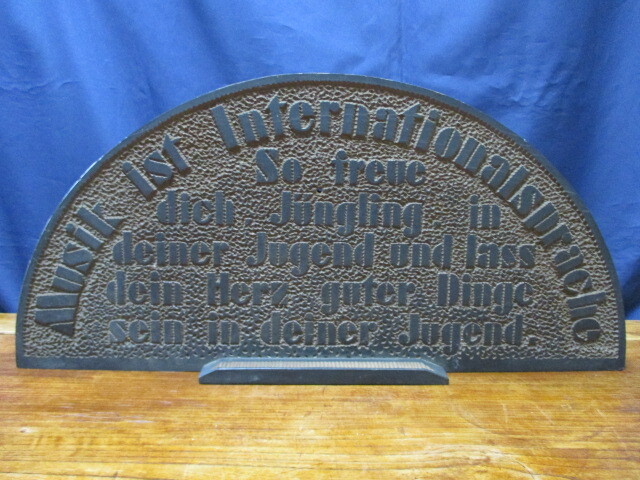 Musik ist Internationalsprache
So freue
dich Jüngling in
deiner Jugend und lass
dein Herz guter Dinge
sein in deiner Jugend.